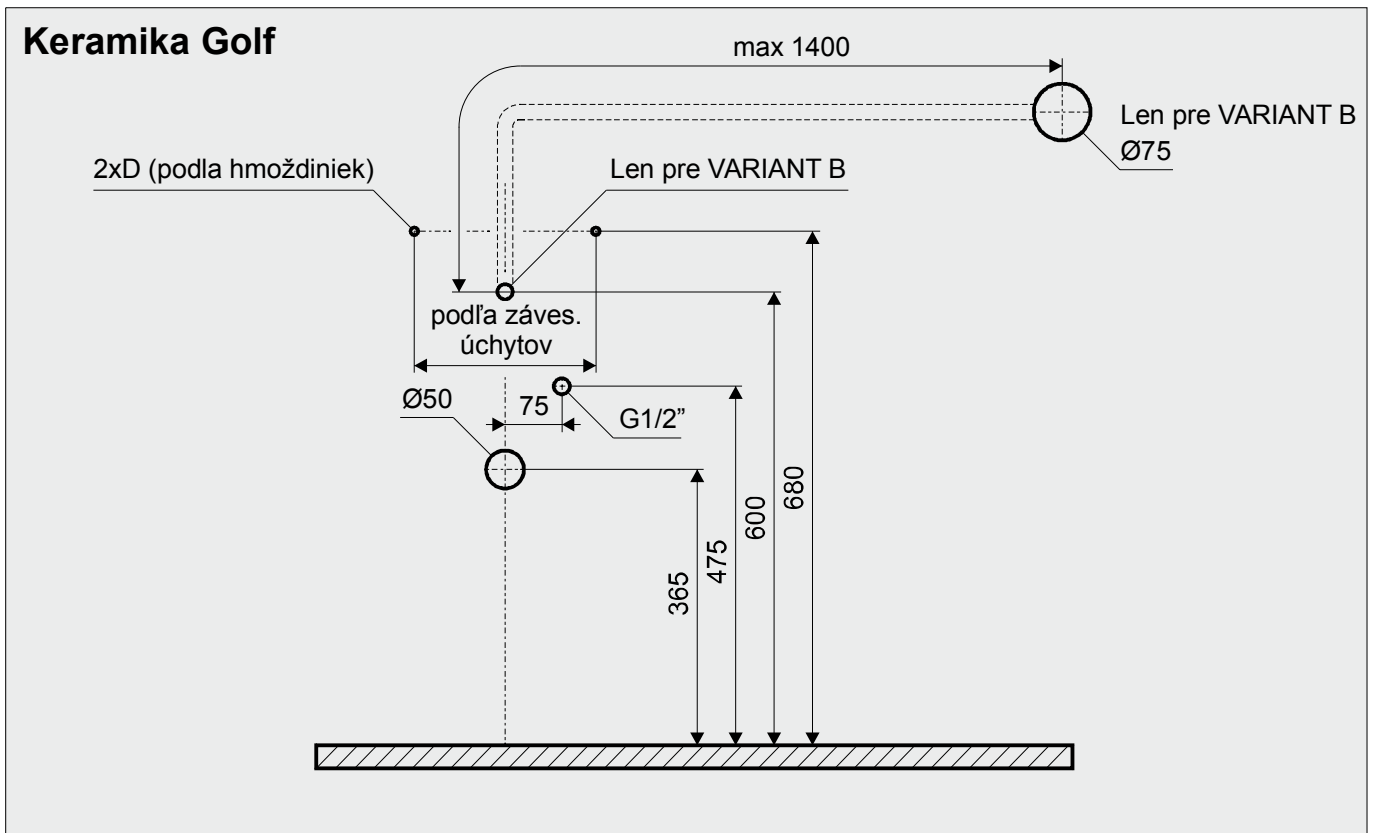 Keramika Golf
max 1400
Len pre VARIANT B
Ø75
2xD (podla hmoždiniek)
Len pre VARIANT B
podľa záves.
úchytov
Ø50
75
G1/2”
365
475
600
680